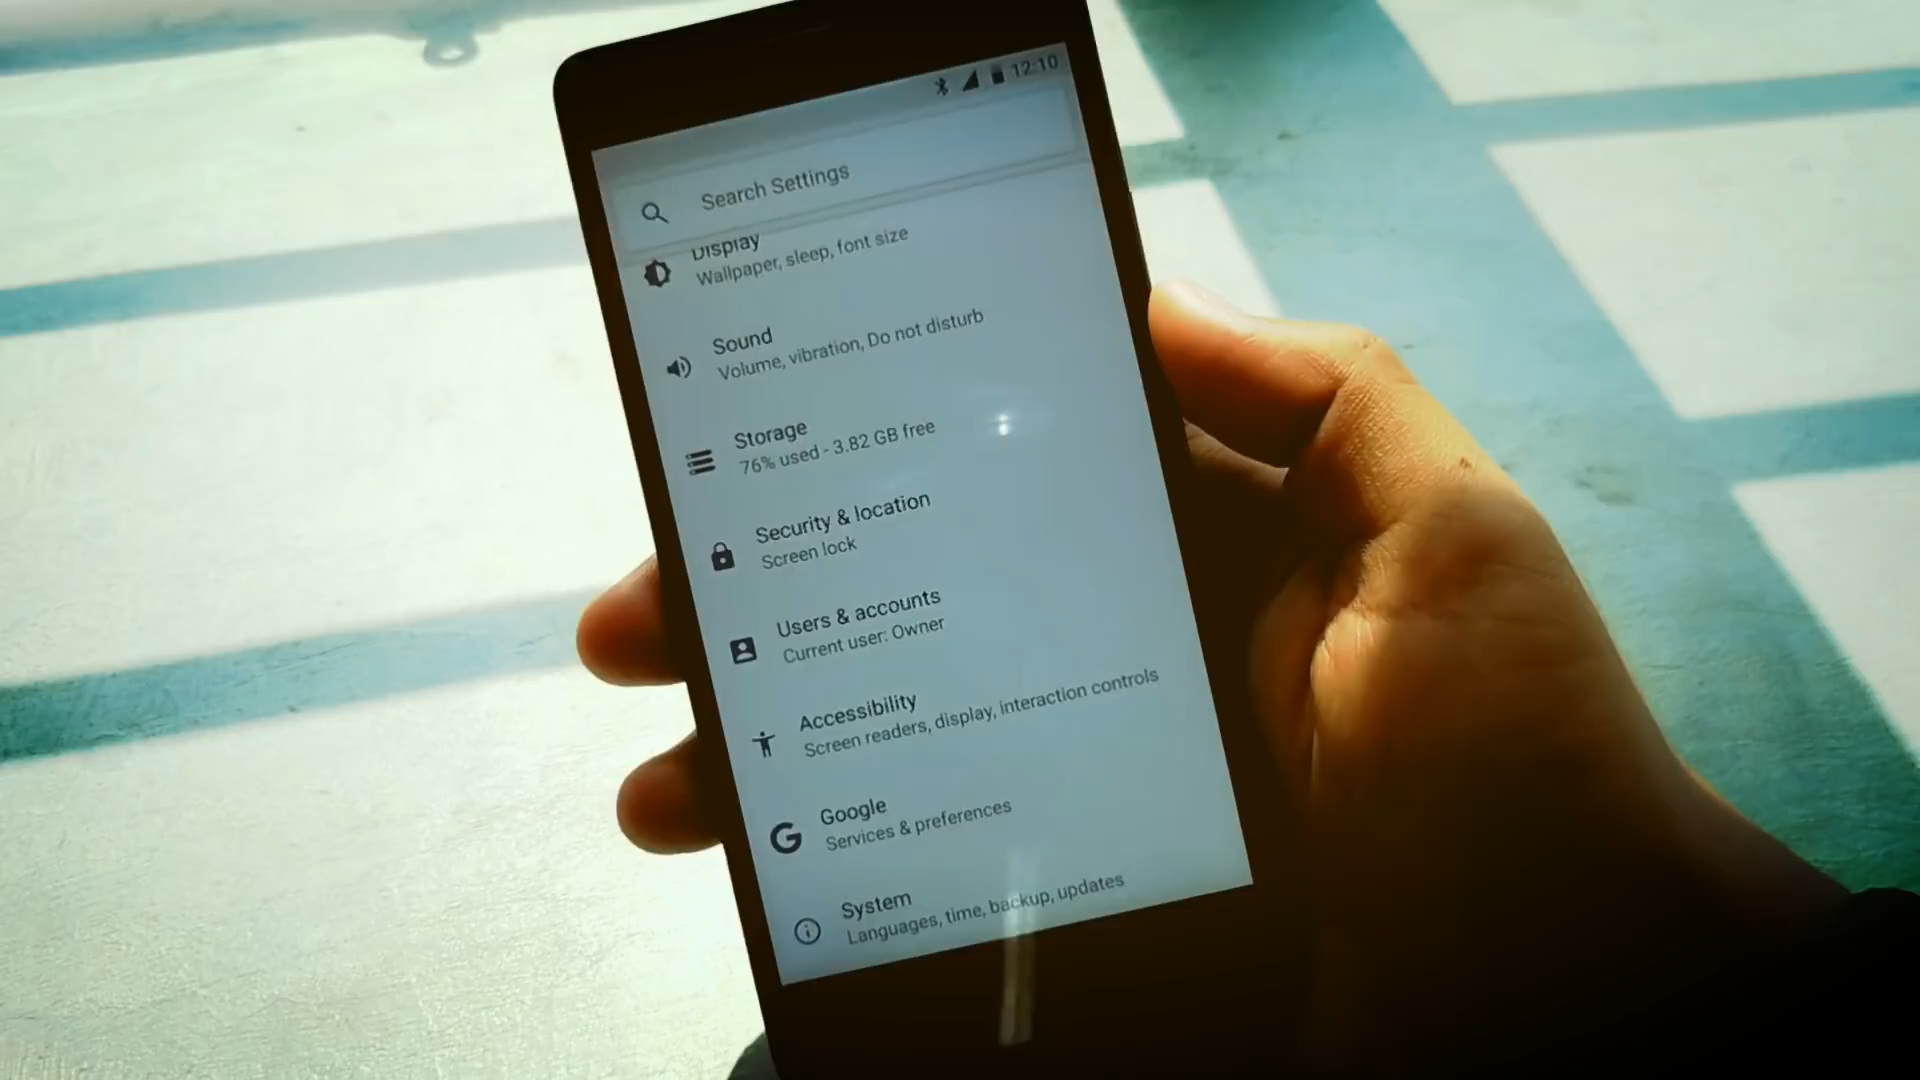 12:10
Search Settings
Display
Wallpaper, sleep, font size
Sound
Volume, vibration, Do not disturb
Storage
76% used - 3.82 GB free
Security & location
Screen lock
Users & accounts
Current user: Owner
Accessibility
Screen readers, display, interaction controls
Google
Services & preferences
System
Languages, time, backup, updates